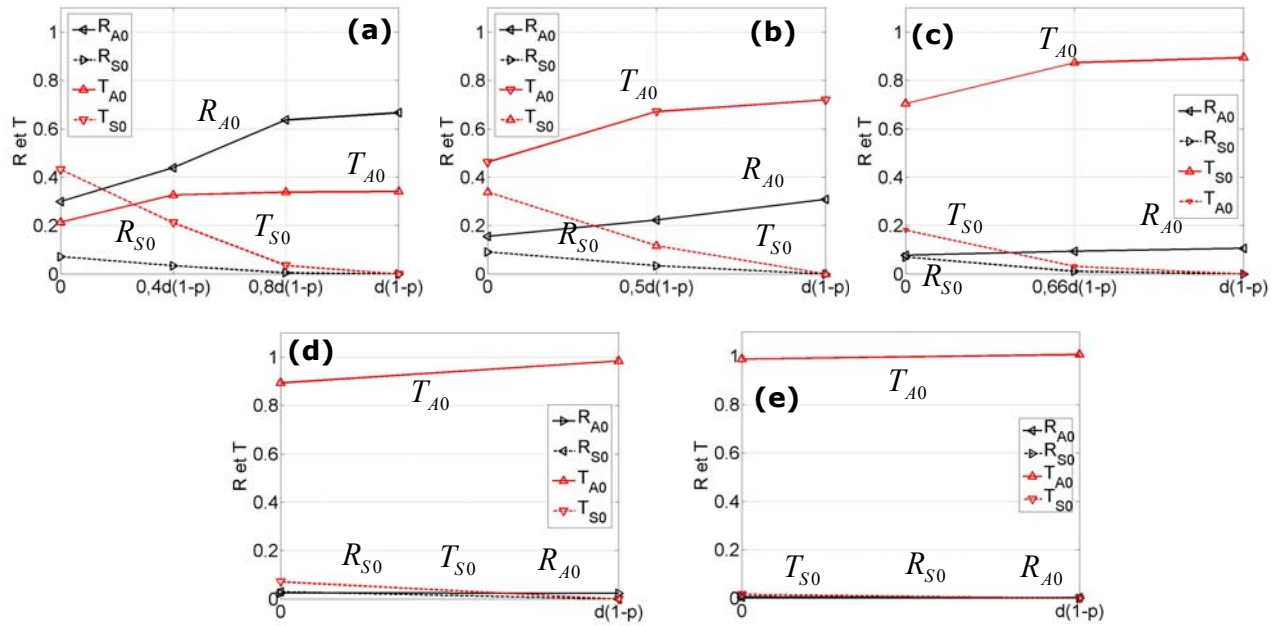 (a)
R et T
1
0.8
0.6
0.4
0.2
0
R_A0
R_S0
T_A0
T_S0
R_A0
T_A0
R_S0
T_S0
0 0,4d(1-p) 0,8d(1-p) d(1-p)
(b)
R et T
1
0.8
0.6
0.4
0.2
0
R_A0
R_S0
T_A0
T_S0
T_A0
R_A0
R_S0
T_S0
0 0,5d(1-p) d(1-p)
(c)
R et T
1
0.8
0.6
0.4
0.2
0
T_A0
R_A0
R_S0
T_S0
T_A0
T_S0
R_A0
R_S0
0 0,66d(1-p) d(1-p)
(d)
R et T
1
0.8
0.6
0.4
0.2
0
T_A0
R_A0
R_S0
T_A0
T_S0
R_S0 T_S0 R_A0
0 d(1-p)
(e)
R et T
1
0.8
0.6
0.4
0.2
0
T_A0
R_A0
R_S0
T_A0
T_S0
T_S0 R_S0 R_A0
0 d(1-p)